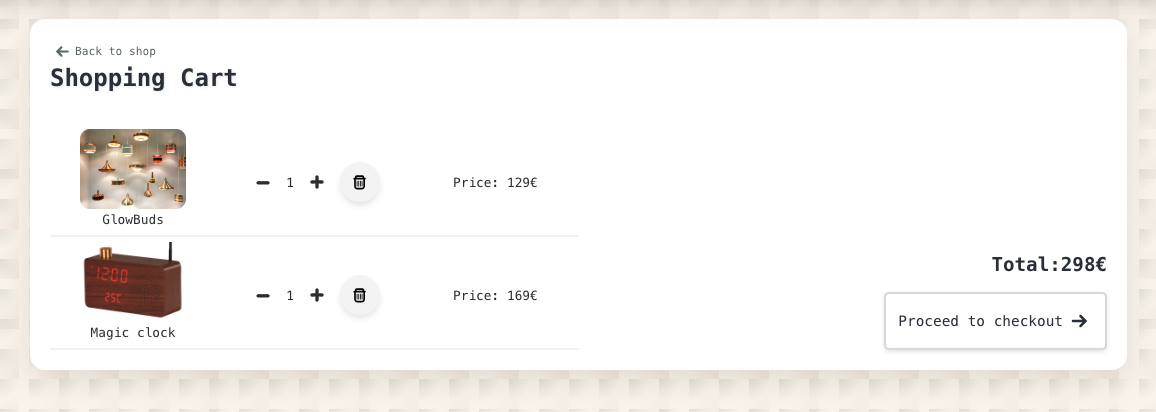 Back to shop
Shopping Cart
1
Price: 129€
GlowBuds
12:00
25C
1
Price: 169€
Magic clock
Total:298€
Proceed to checkout